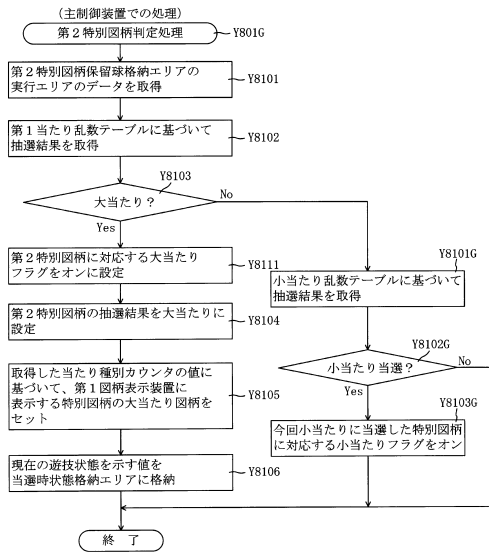 （主制御装置での処理）
第２特別図柄判定処理
Y801G
第２特別図柄保留球格納エリアの
実行エリアのデータを取得
Y8101
第１当たり乱数テーブルに基づいて
抽選結果を取得
Y8102
Y8103
大当たり？
No
Yes
第２特別図柄に対応する大当たり
フラグをオンに設定
Y8111
第２特別図柄の抽選結果を大当たりに
設定
Y8104
取得した当たり種別カウンタの値に
基づいて、第１図柄表示装置に
表示する特別図柄の大当たり図柄を
セット
Y8105
現在の遊技状態を示す値を
当選時状態格納エリアに格納
Y8106
Y8101G
小当たり乱数テーブルに基づいて
抽選結果を取得
Y8102G
小当たり当選？
No
Yes
Y8103G
今回小当たりに当選した特別図柄
に対応する小当たりフラグをオン
終 了